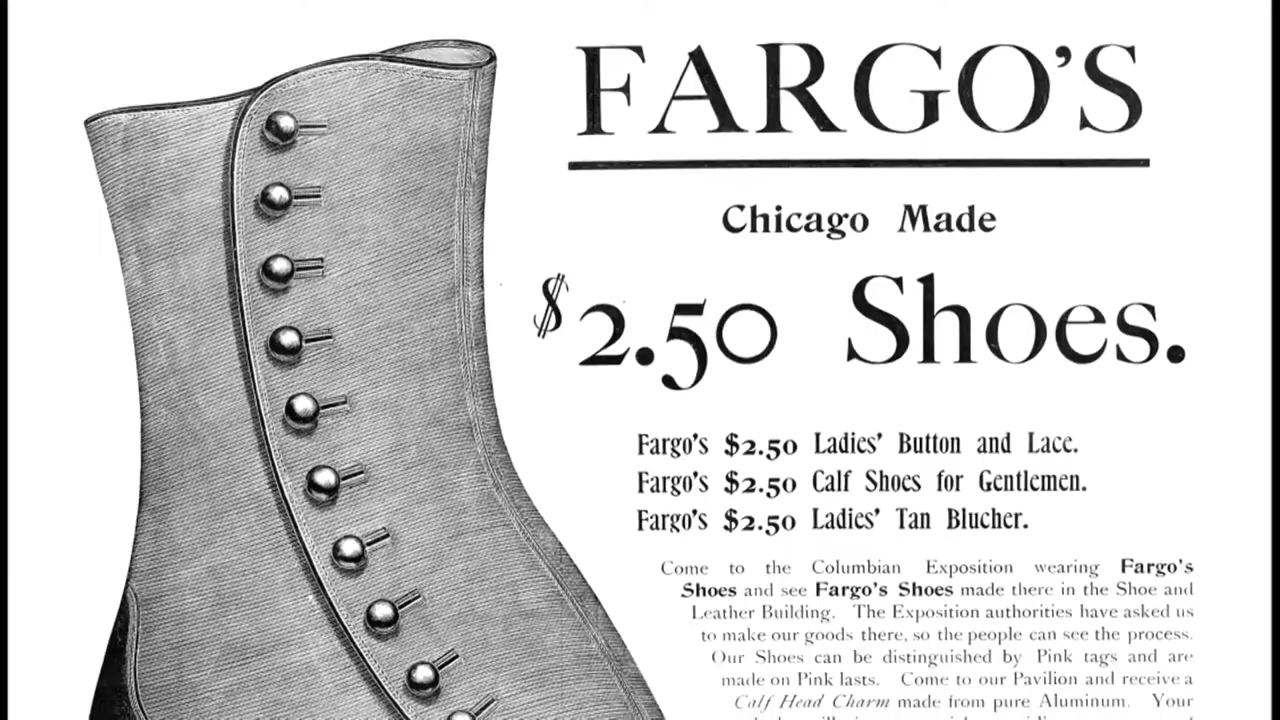 FARGO'S
Chicago Made
$2.50 Shoes.
Fargo's $2.50 Ladies' Button and Lace.
Fargo's $2.50 Calf Shoes for Gentlemen.
Fargo's $2.50 Ladies' Tan Blucher.
Come to the Columbian Exposition wearing Fargo's
Shoes and see Fargo's Shoes made there in the Shoe and
Leather Building. The Exposition authorities have asked us
to make our goods there, so the people can see the process.
Our Shoes can be distinguished by Pink tags and are
made on Pink lasts. Come to our Pavilion and receive a
Calf Head Charm made from pure Aluminum. Your